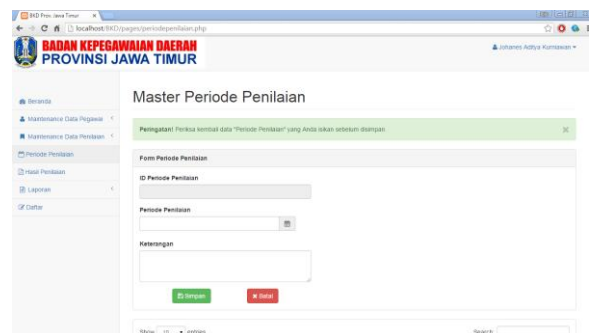 BKD Prov. Jawa Timur
localhost/BKD/pages/periodepenilaian.php
BADAN KEPEGAWAIAN DAERAH
PROVINSI JAWA TIMUR
Johanes Aditya Kurniawan
Beranda
Maintenance Data Pegawai
Maintenance Data Penilaian
Periode Penilaian
Hasil Penilaian
Laporan
Daftar
Master Periode Penilaian
Peringatan! Periksa kembali data "Periode Penilaian" yang Anda isikan sebelum disimpan.
Form Periode Penilaian
ID Periode Penilaian
Periode Penilaian
Keterangan
Simpan
Batal
Show 10 entries
Search